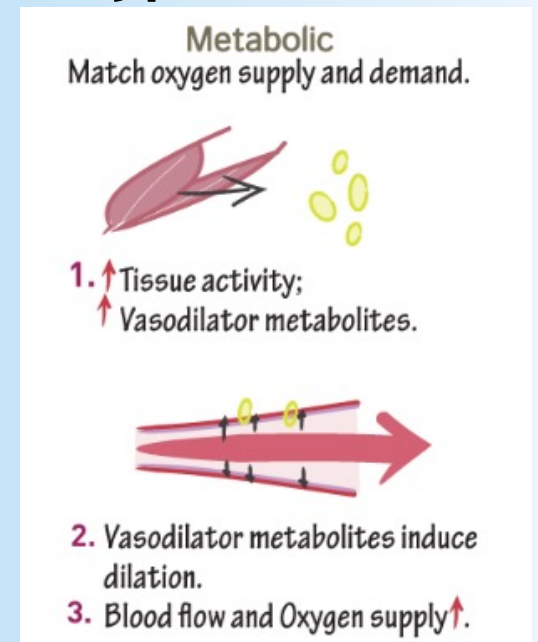 Metabolic
Match oxygen supply and demand.
1. ↑ Tissue activity;
↑ Vasodilator metabolites.
2. Vasodilator metabolites induce
dilation.
3. Blood flow and Oxygen supply↑.